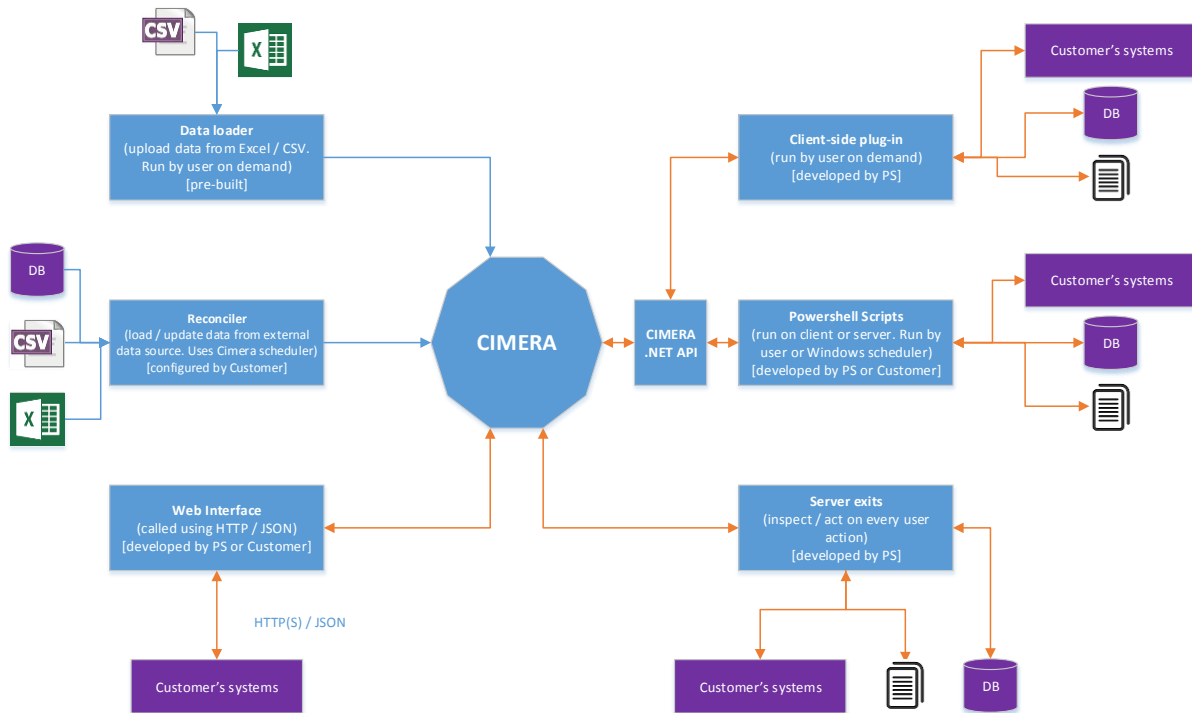 CSV
X
Customer's systems
Data loader
(upload data from Excel / CSV.
Run by user on demand)
[pre-built]
Client-side plug-in
(run by user on demand)
[developed by PS]
DB
DB
CSV
X
Reconciler
(load / update data from external
data source. Uses Cimera scheduler)
[configured by Customer]
CIMERA
CIMERA
.NET API
Powershell Scripts
(run on client or server. Run by
user or Windows scheduler)
[developed by PS or Customer]
Customer's systems
DB
Web Interface
(called using HTTP / JSON)
[developed by PS or Customer]
Server exits
(inspect / act on every user
action)
[developed by PS]
HTTP(S) / JSON
Customer's systems
Customer's systems
DB